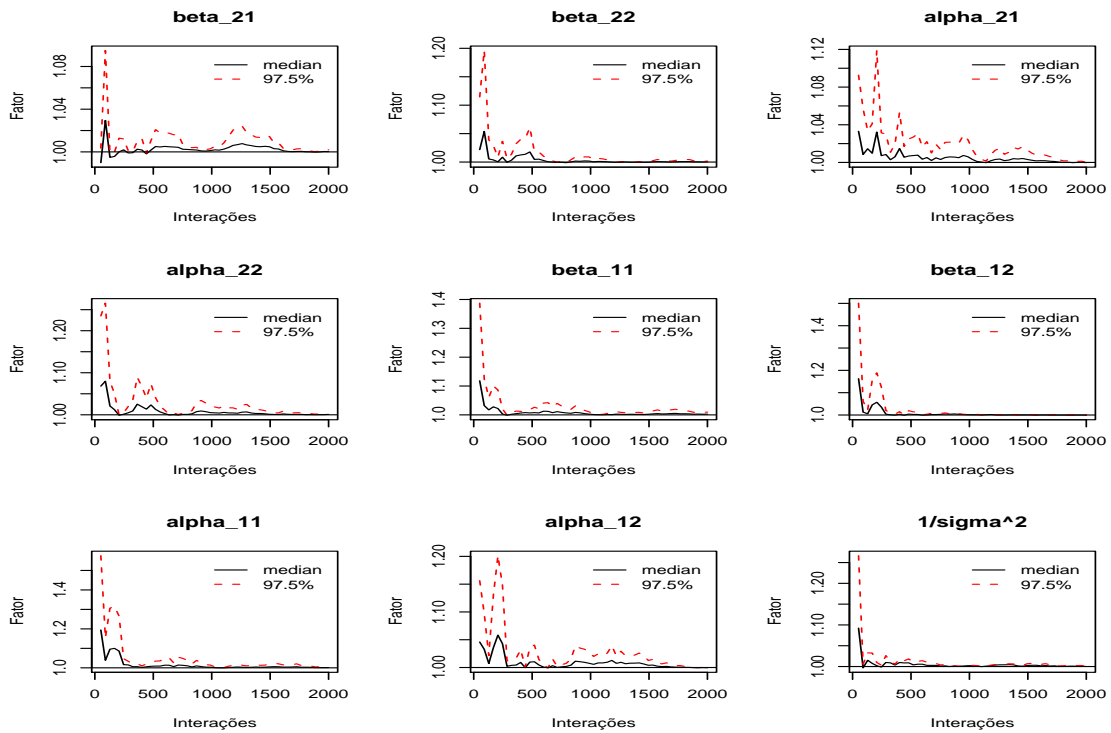 beta_21
beta_22
alpha_21
Fator
1.00 1.04 1.08
median
97.5%
0 500 1000 1500 2000
Interações
Fator
1.00 1.10 1.20
median
97.5%
0 500 1000 1500 2000
Interações
Fator
1.00 1.04 1.08 1.12
median
97.5%
0 500 1000 1500 2000
Interações
alpha_22
beta_11
beta_12
Fator
1.00 1.10 1.20
median
97.5%
0 500 1000 1500 2000
Interações
Fator
1.0 1.1 1.2 1.3 1.4
median
97.5%
0 500 1000 1500 2000
Interações
Fator
1.0 1.2 1.4
median
97.5%
0 500 1000 1500 2000
Interações
alpha_11
alpha_12
1/sigma^2
Fator
1.0 1.2 1.4
median
97.5%
0 500 1000 1500 2000
Interações
Fator
1.00 1.10 1.20
median
97.5%
0 500 1000 1500 2000
Interações
Fator
1.00 1.10 1.20
median
97.5%
0 500 1000 1500 2000
Interações